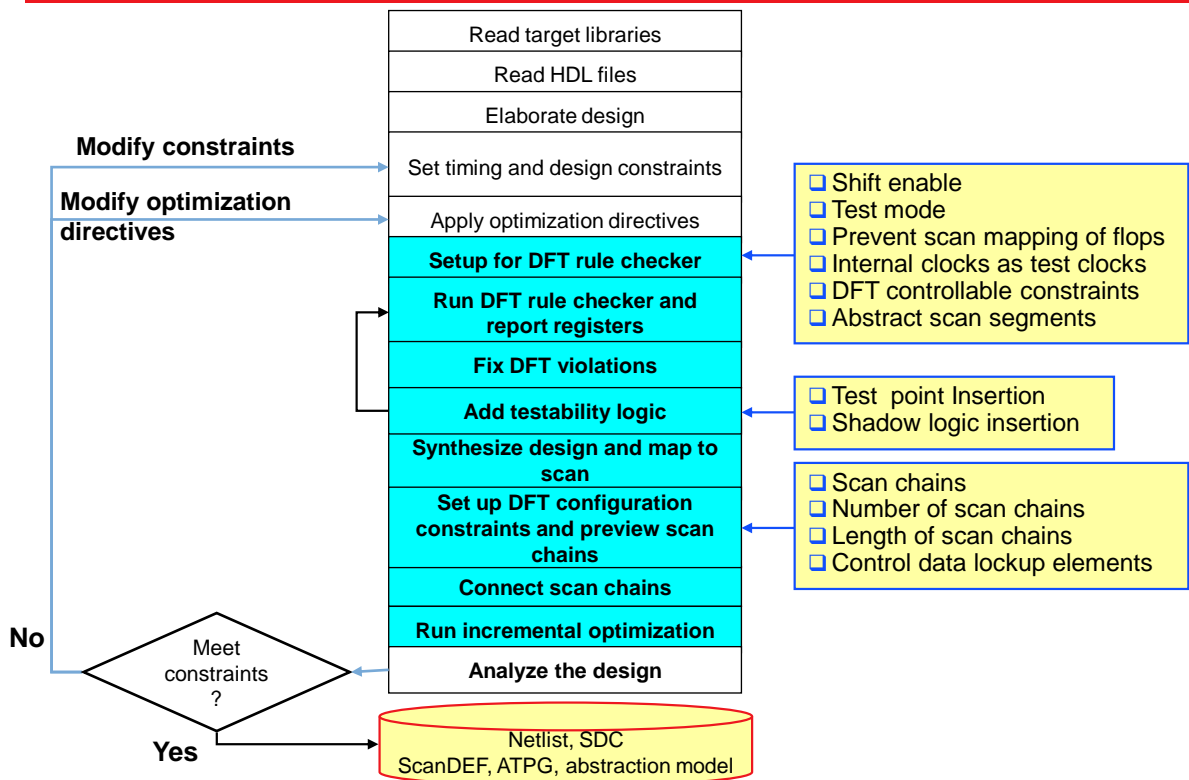 Read target libraries
Read HDL files
Elaborate design
Modify constraints
Set timing and design constraints
Modify optimization
directives
Apply optimization directives
Setup for DFT rule checker
Run DFT rule checker and
report registers
Fix DFT violations
Add testability logic
Synthesize design and map to
scan
Set up DFT configuration
constraints and preview scan
chains
Connect scan chains
Run incremental optimization
Analyze the design
❑ Shift enable
❑ Test mode
❑ Prevent scan mapping of flops
❑ Internal clocks as test clocks
❑ DFT controllable constraints
❑ Abstract scan segments
❑ Test point Insertion
❑ Shadow logic insertion
❑ Scan chains
❑ Number of scan chains
❑ Length of scan chains
❑ Control data lockup elements
No
Meet
constraints
?
Yes
Netlist, SDC
ScanDEF, ATPG, abstraction model